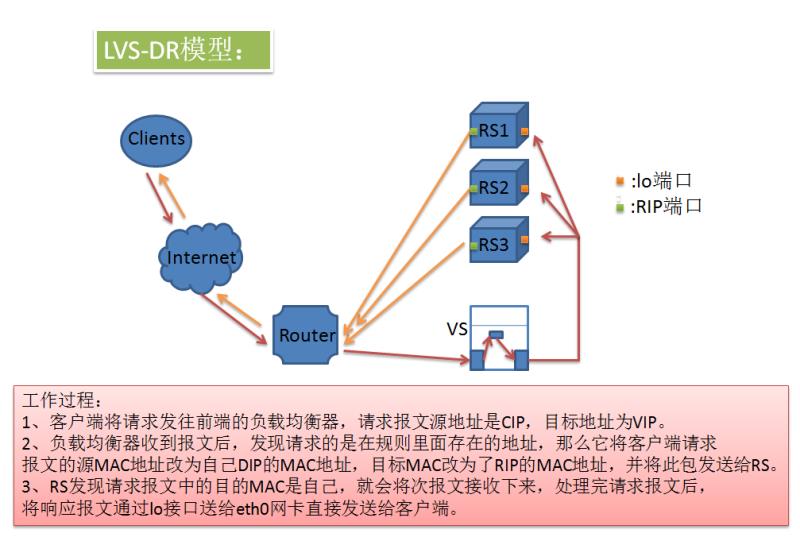 LVS-DR模型：
Clients
RS1
RS2
:lo端口
:RIP端口
RS3
Internet
Router
VS
工作过程：
1、客户端将请求发往前端的负载均衡器，请求报文源地址是CIP，目标地址为VIP。
2、负载均衡器收到报文后，发现请求的是在规则里面存在的地址，那么它将客户端请求
报文的源MAC地址改为自己DIP的MAC地址，目标MAC改为了RIP的MAC地址，并将此包发送给RS。
3、RS发现请求报文中的目的MAC是自己，就会将次报文接收下来，处理完请求报文后，
将响应报文通过lo接口送给eth0网卡直接发送给客户端。